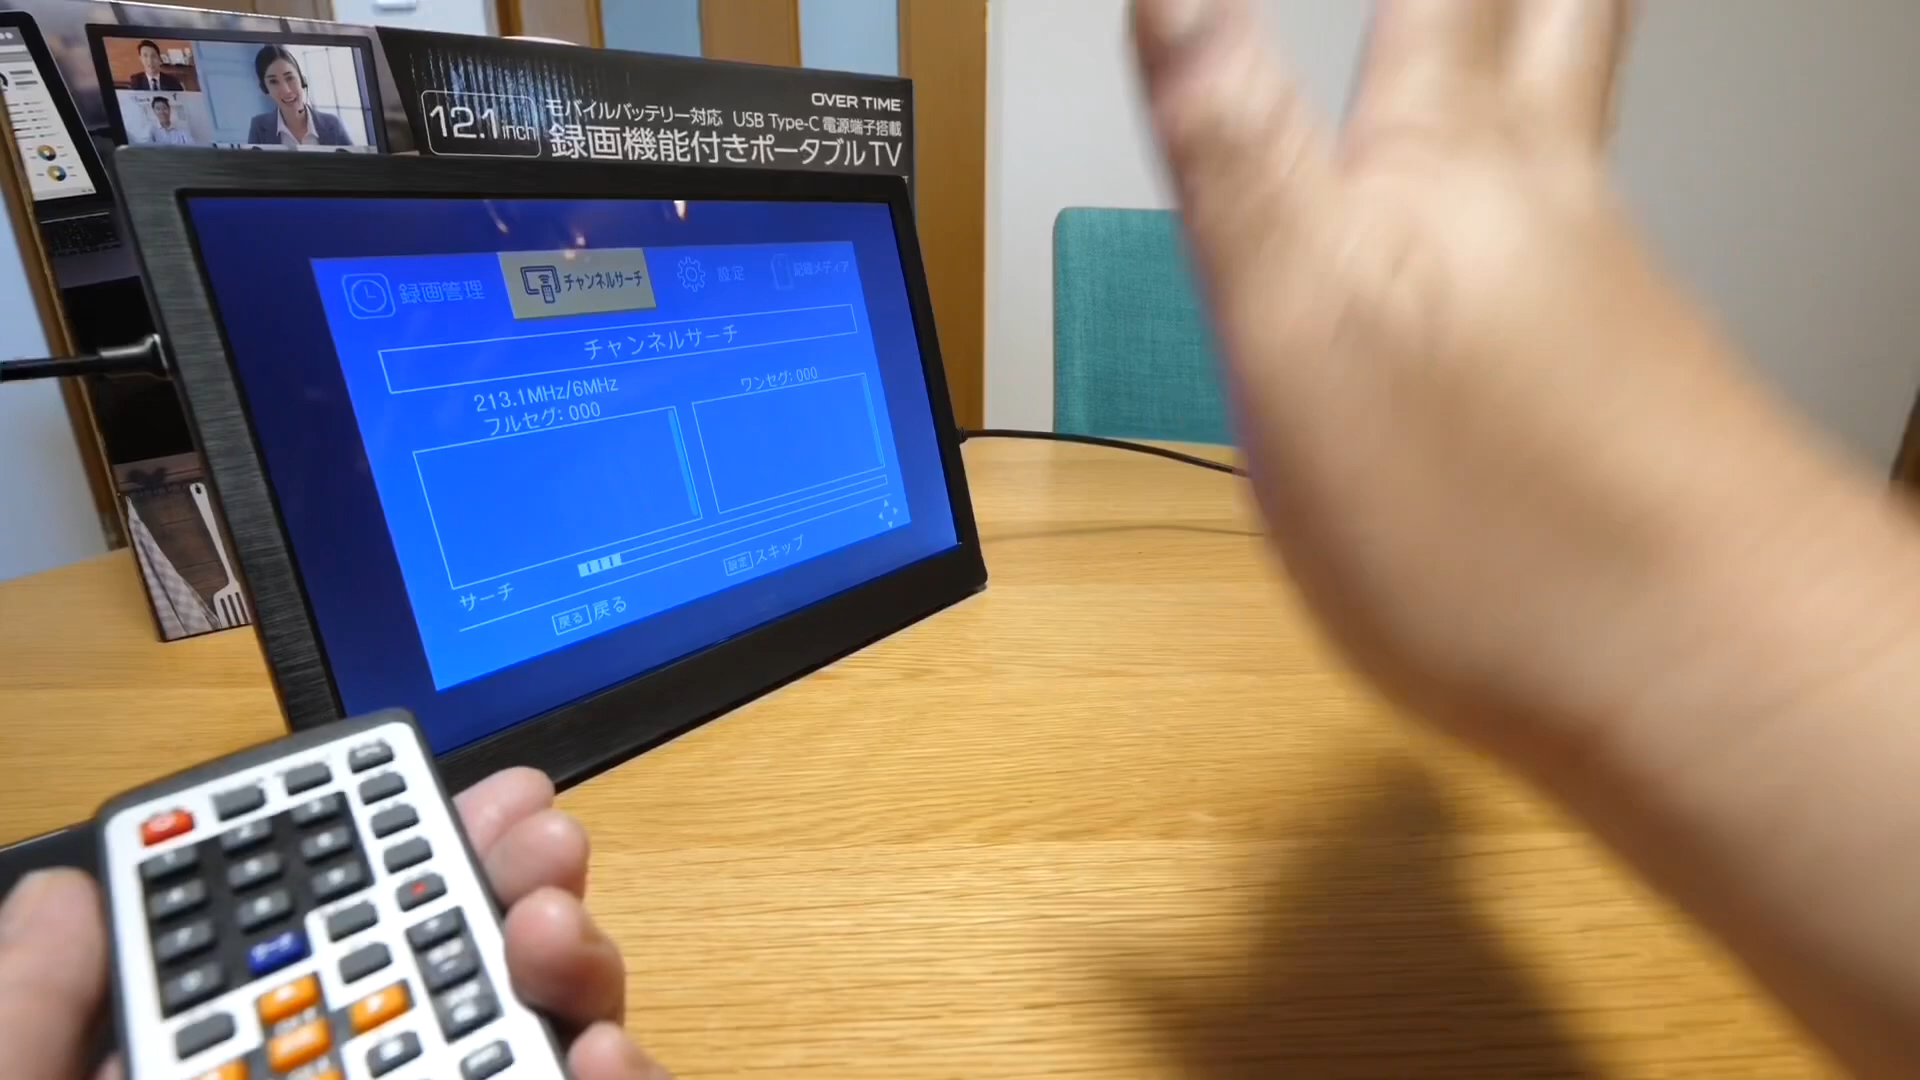 OVER TIME
12.1inch
モバイルバッテリー対応 USB Type-C 電源端子搭載
録画機能付きポータブルTV
録画管理
チャンネルサーチ
設定
記録メディア
チャンネルサーチ
213.1MHz/6MHz
フルセグ: 000
ワンセグ: 000
サーチ
戻る 戻る
設定 スキップ